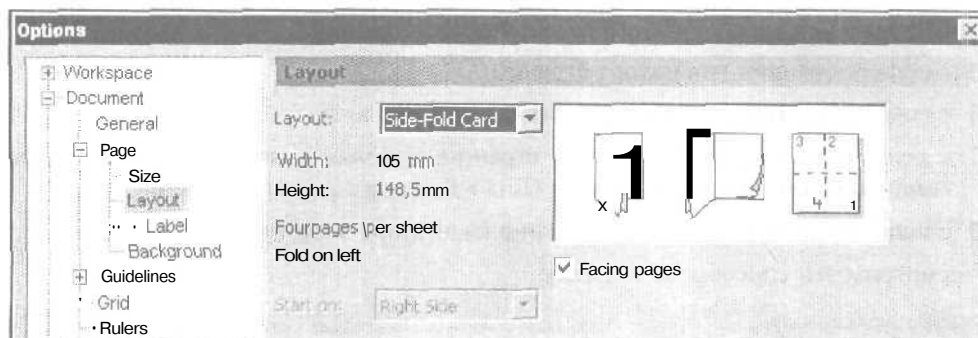 Options
Workspace
Document
General
Page
Size
Layout
Label
Background
Guidelines
Grid
Rulers
Layout
Layout: Side-Fold Card
Width: 105 mm
Height: 148,5mm
Fourpages per sheet
Fold on left
Start on: Right Side
1
x
3 2
4 1
Facing pages